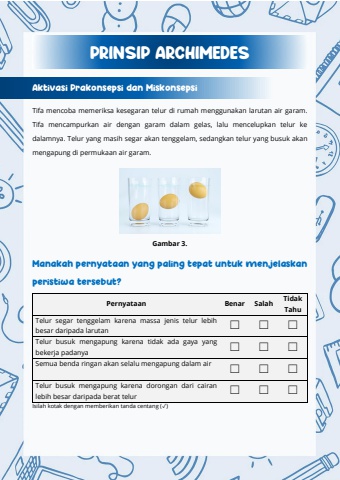 PRINSIP ARCHIMEDES
Aktivasi Prakonsepsi dan Miskonsepsi
Tifa mencoba memeriksa kesegaran telur di rumah menggunakan larutan air garam.
Tifa mencampurkan air dengan garam dalam gelas, lalu mencelupkan telur ke
dalamnya. Telur yang masih segar akan tenggelam, sedangkan telur yang busuk akan
mengapung di permukaan air garam.
Gambar 3.
Manakah pernyataan yang paling tepat untuk menjelaskan
peristiwa tersebut?
Pernyataan Benar Salah Tidak
Tahu
Telur segar tenggelam karena massa jenis telur lebih
besar daripada larutan
Telur busuk mengapung karena tidak ada gaya yang
bekerja padanya
Semua benda ringan akan selalu mengapung dalam air
Telur busuk mengapung karena dorongan dari cairan
lebih besar daripada berat telur
Isilah kotak dengan memberikan tanda centang (✓)